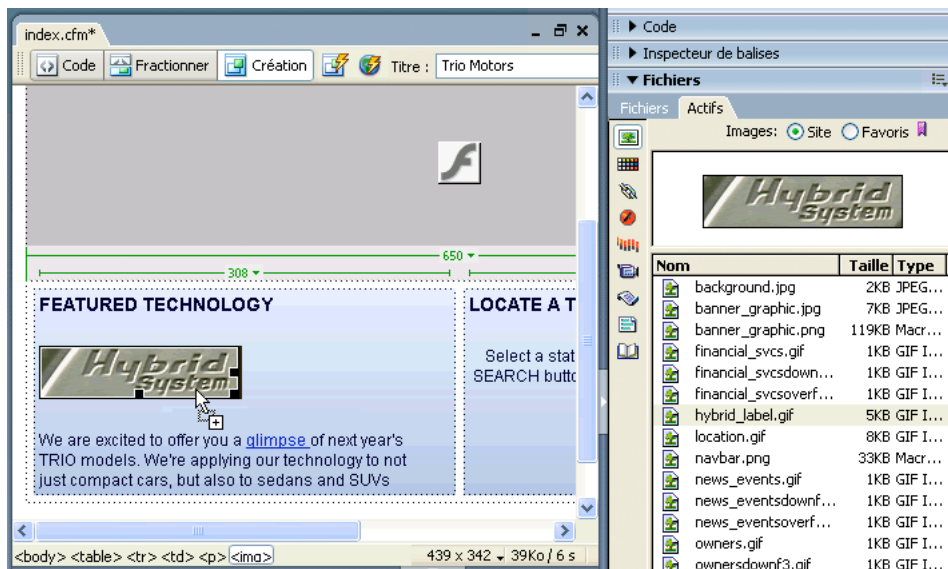 index.cfm*
Code Fractionner Création Titre : Trio Motors
650
308
FEATURED TECHNOLOGY
Hybrid
System
We are excited to offer you a glimpse of next year's
TRIO models. We're applying our technology to not
just compact cars, but also to sedans and SUVs
LOCATE A T
Select a stat
SEARCH butto
<body> <table> <tr> <td> <p> <img> 439 x 342 39Ko / 6 s
Code
Inspecteur de balises
Fichiers
Fichiers Actifs
Images: Site Favoris
Hybrid
System
Nom Taille Type
background.jpg 2KB JPEG...
banner_graphic.jpg 7KB JPEG...
banner_graphic.png 119KB Macr...
financial_svcs.gif 1KB GIF I...
financial_svcsdown... 1KB GIF I...
financial_svcsoverf... 1KB GIF I...
hybrid_label.gif 5KB GIF I...
location.gif 8KB GIF I...
navbar.png 33KB Macr...
news_events.gif 1KB GIF I...
news_eventsdownf... 1KB GIF I...
news_eventsoverf... 1KB GIF I...
owners.gif 1KB GIF I...
ownersdownf3.gif 1KB GIF I...